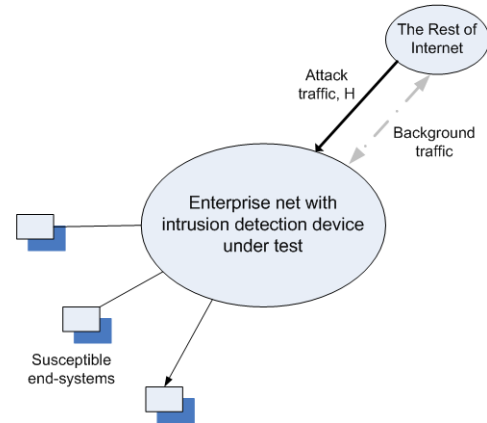 The Rest of
Internet
Attack
traffic, H
Background
traffic
Enterprise net with
intrusion detection device
under test
Susceptible
end-systems